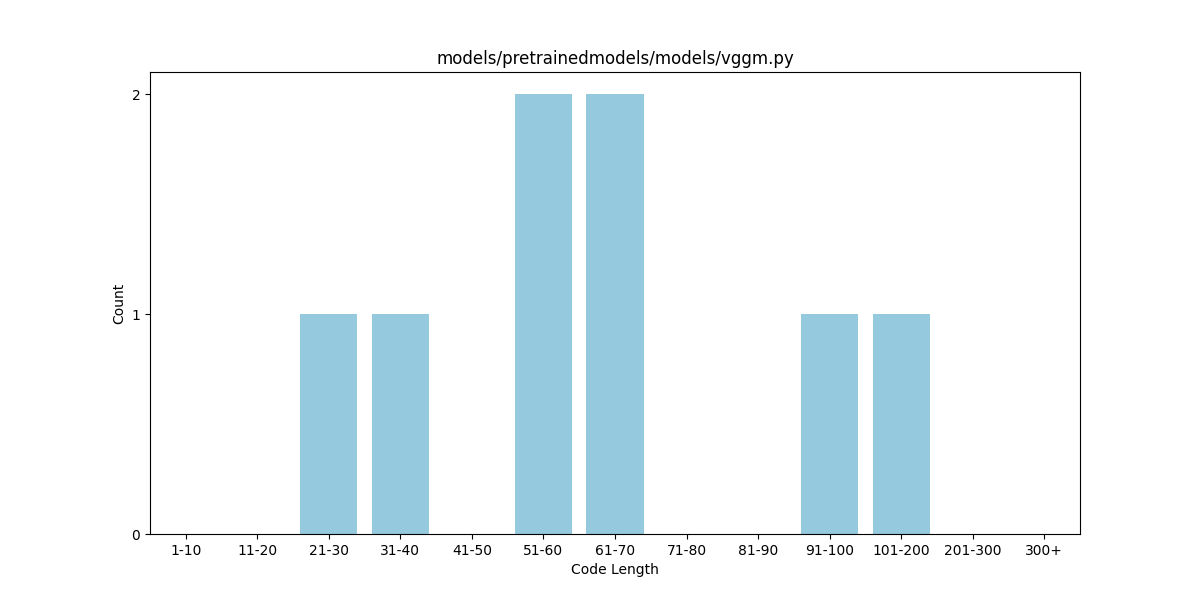 models/pretrainedmodels/models/vggm.py
2
1
0
Count
1-10 11-20 21-30 31-40 41-50 51-60 61-70 71-80 81-90 91-100 101-200 201-300 300+
Code Length